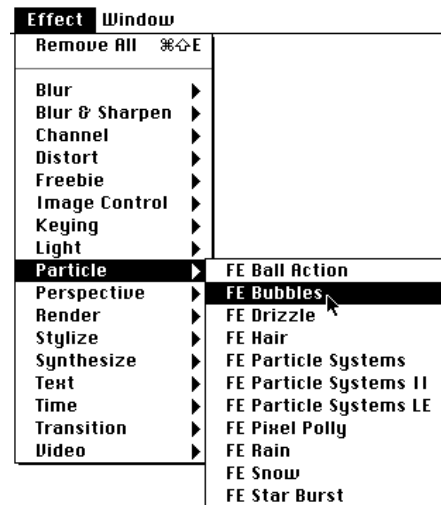 Effect Window
Remove All ⌘⇧E
Blur
Blur & Sharpen
Channel
Distort
Freebie
Image Control
Keying
Light
Particle
Perspective
Render
Stylize
Synthesize
Text
Time
Transition
Video
FE Ball Action
FE Bubbles
FE Drizzle
FE Hair
FE Particle Systems
FE Particle Systems II
FE Particle Systems LE
FE Pixel Polly
FE Rain
FE Snow
FE Star Burst